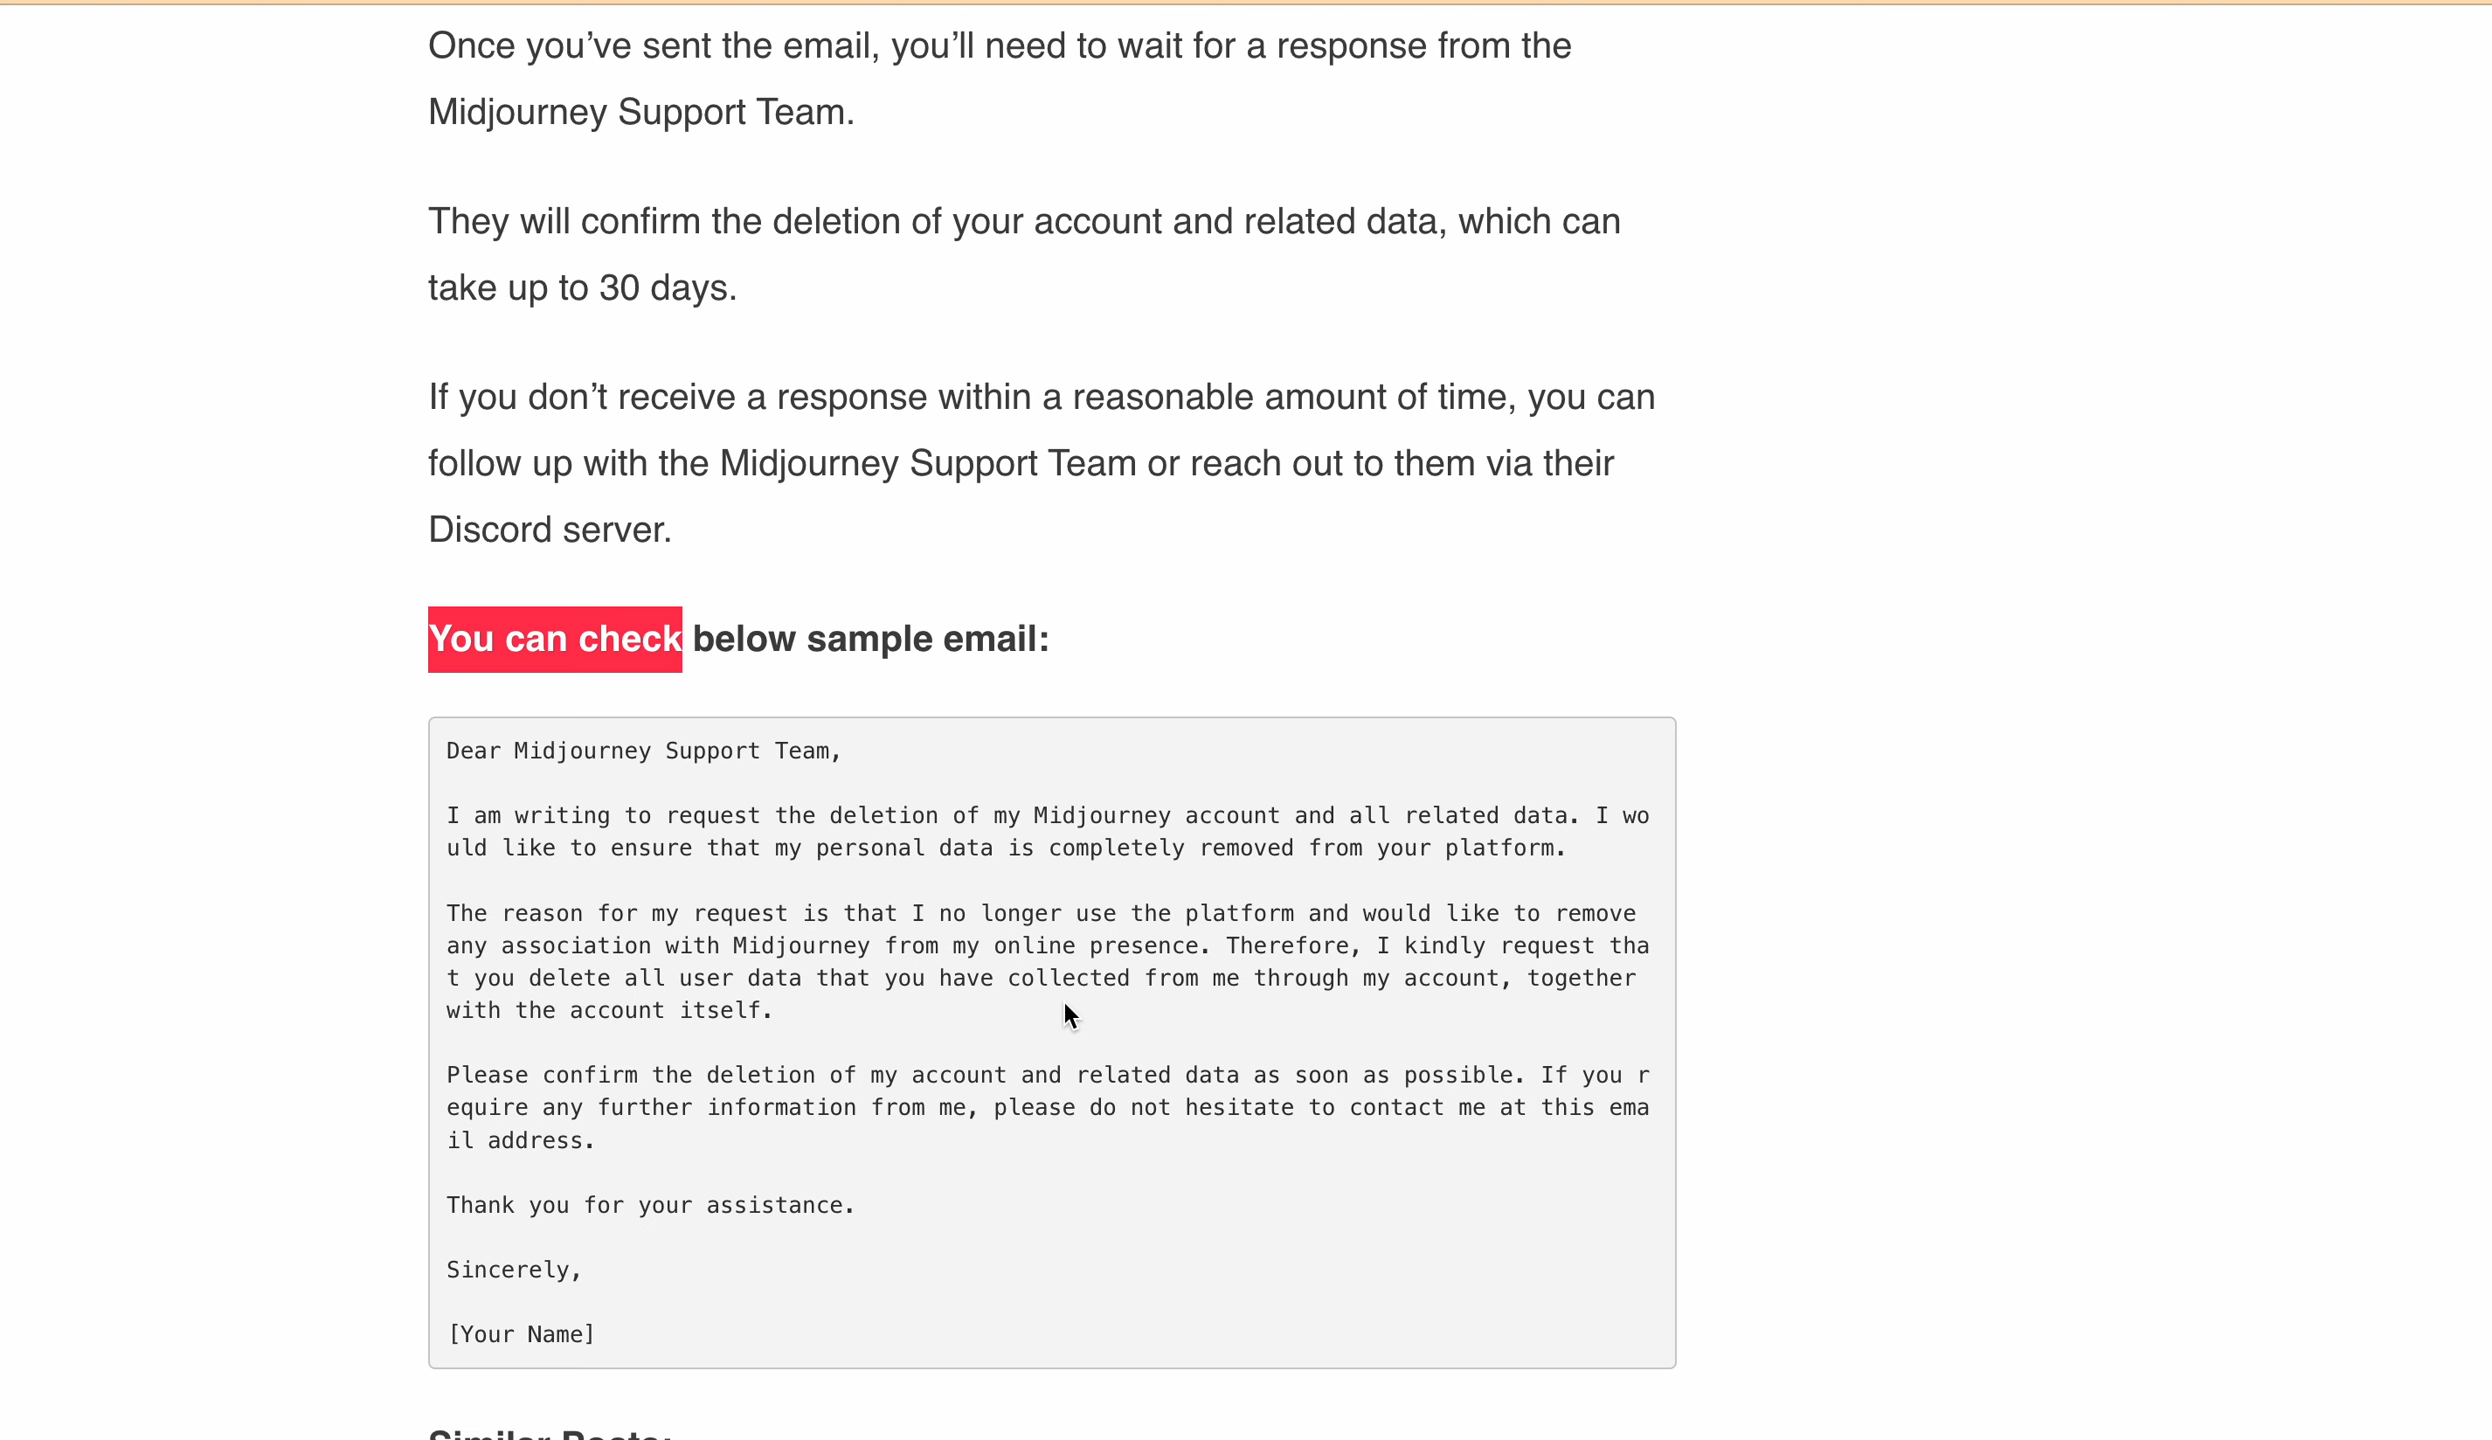 Once you’ve sent the email, you’ll need to wait for a response from the
Midjourney Support Team.
They will confirm the deletion of your account and related data, which can
take up to 30 days.
If you don’t receive a response within a reasonable amount of time, you can
follow up with the Midjourney Support Team or reach out to them via their
Discord server.
You can check below sample email:
Dear Midjourney Support Team,
I am writing to request the deletion of my Midjourney account and all related data. I wo
uld like to ensure that my personal data is completely removed from your platform.
The reason for my request is that I no longer use the platform and would like to remove
any association with Midjourney from my online presence. Therefore, I kindly request tha
t you delete all user data that you have collected from me through my account, together
with the account itself.
Please confirm the deletion of my account and related data as soon as possible. If you r
equire any further information from me, please do not hesitate to contact me at this ema
il address.
Thank you for your assistance.
Sincerely,
[Your Name]
Similar Posts: